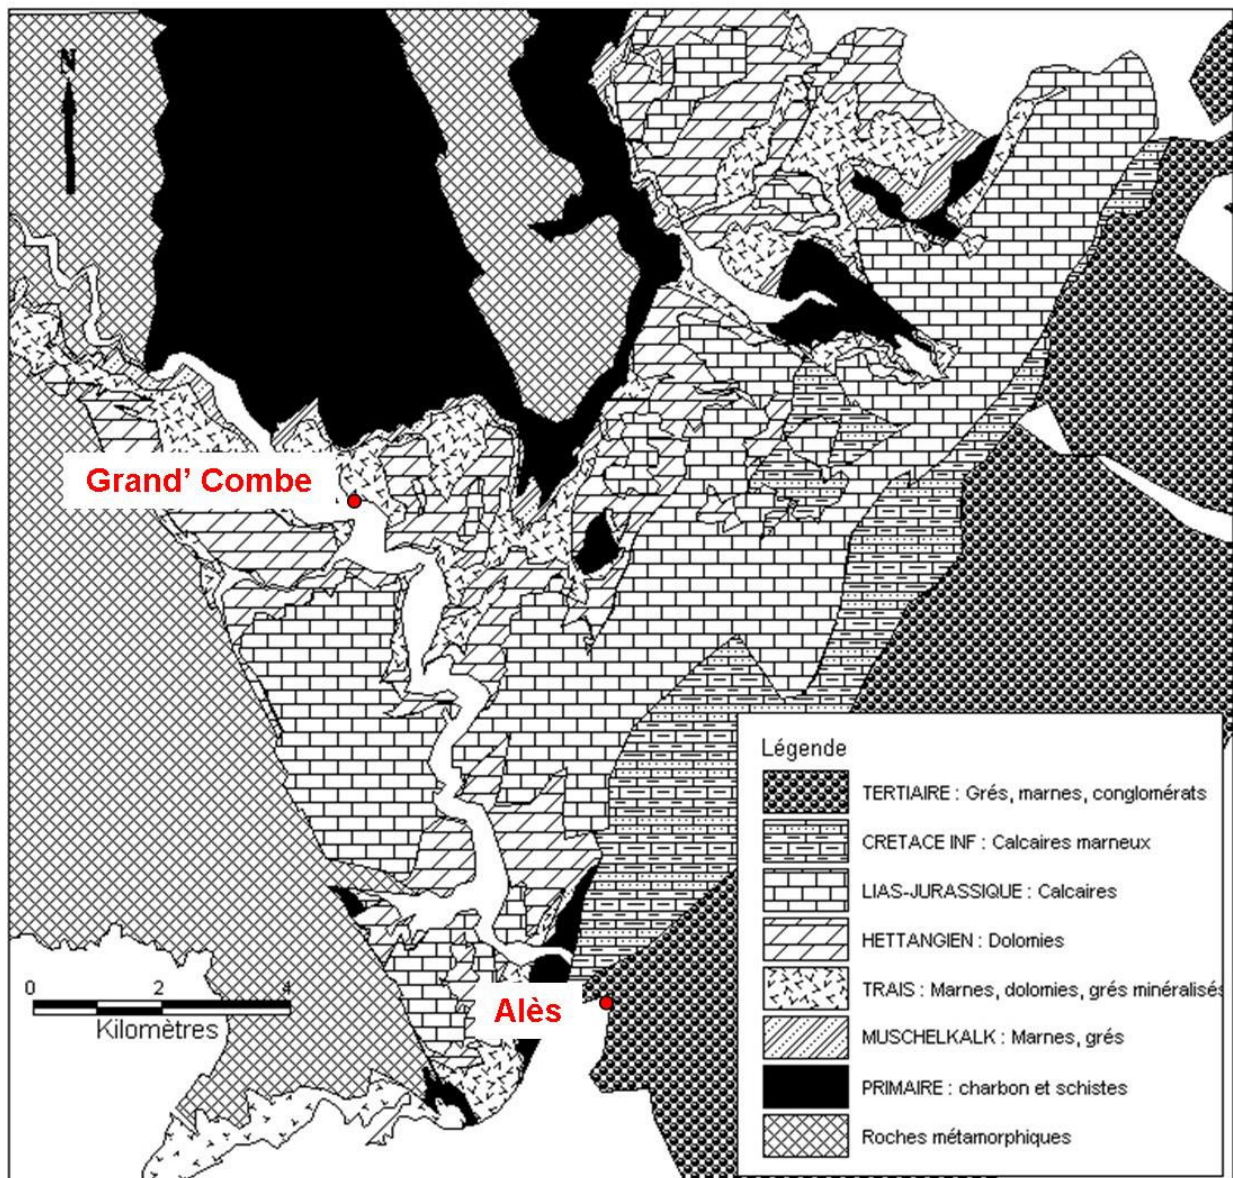 N
Grand' Combe
0 2 4
Kilomètres
Alès
Légende
TERTIAIRE : Grés, marnes, conglomérats
CRETACE INF : Calcaires marneux
LIAS-JURASSIQUE : Calcaires
HETTANGIEN : Dolomies
TRAIS : Marnes, dolomies, grés minéralisés
MUSCHELKALK : Marnes, grés
PRIMAIRE : charbon et schistes
Roches métamorphiques